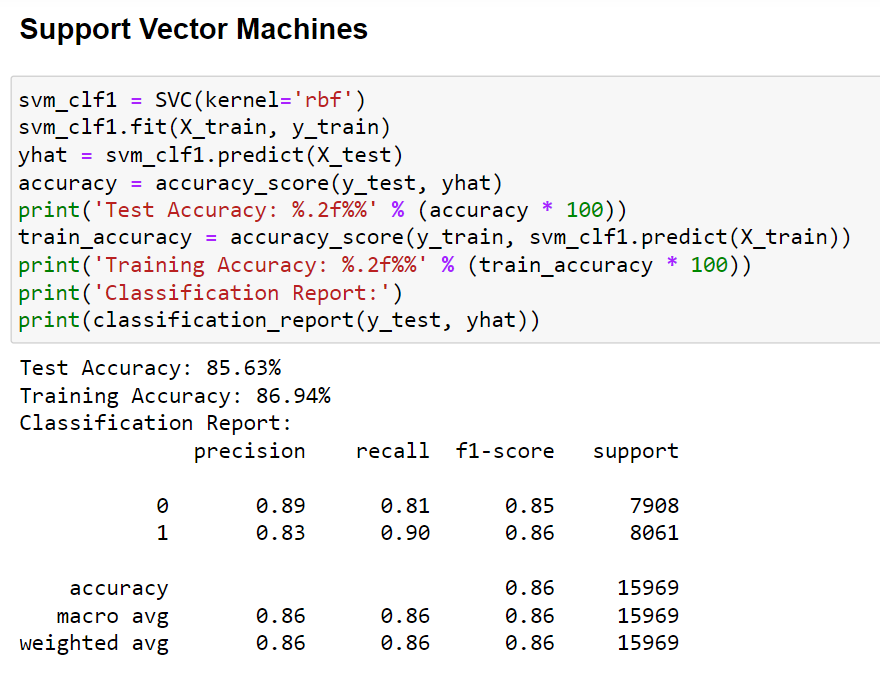 Support Vector Machines
svm_clf1 = SVC(kernel='rbf')
svm_clf1.fit(X_train, y_train)
yhat = svm_clf1.predict(X_test)
accuracy = accuracy_score(y_test, yhat)
print('Test Accuracy: %.2f%%' % (accuracy * 100))
train_accuracy = accuracy_score(y_train, svm_clf1.predict(X_train))
print('Training Accuracy: %.2f%%' % (train_accuracy * 100))
print('Classification Report:')
print(classification_report(y_test, yhat))
Test Accuracy: 85.63%
Training Accuracy: 86.94%
Classification Report:
precision recall f1-score support
0 0.89 0.81 0.85 7908
1 0.83 0.90 0.86 8061
accuracy 0.86 15969
macro avg 0.86 0.86 0.86 15969
weighted avg 0.86 0.86 0.86 15969